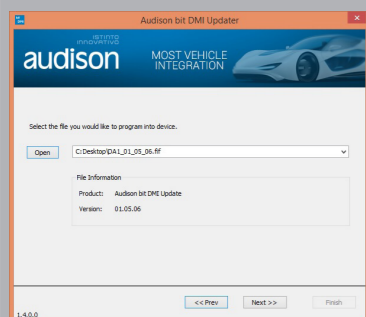 Audison bit DMI Updater
ISTINTO
INNOVATIVO
audison
MOST VEHICLE
INTEGRATION
Select the file you would like to program into device.
Open
C:\Desktop\DA1_01_05_06.fif
File Information
Product: Audison bit DMI Update
Version: 01.05.06
<< Prev
Next >>
Finish
1.4.0.0